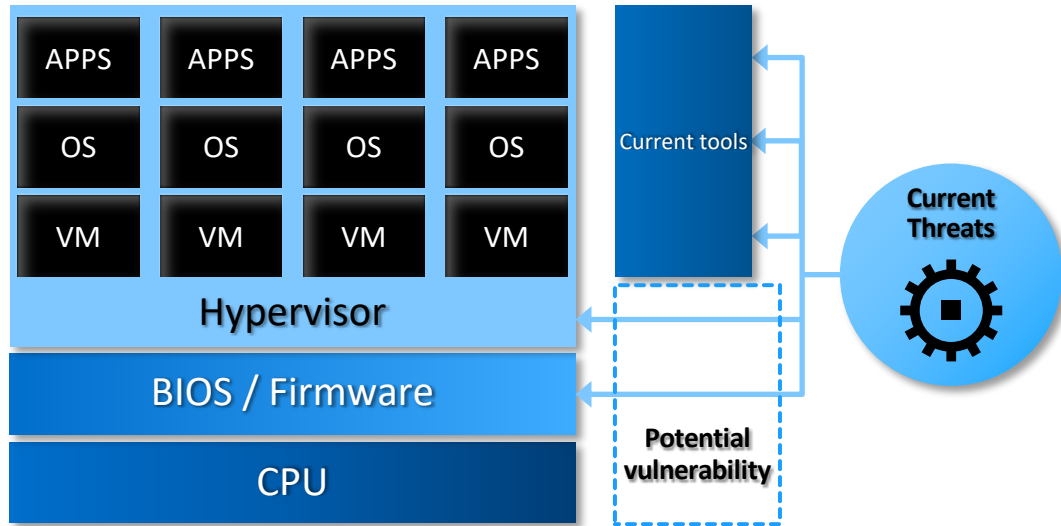 APPS APPS APPS APPS
OS OS OS OS
VM VM VM VM
Hypervisor
BIOS / Firmware
CPU
Current tools
Potential
vulnerability
Current
Threats